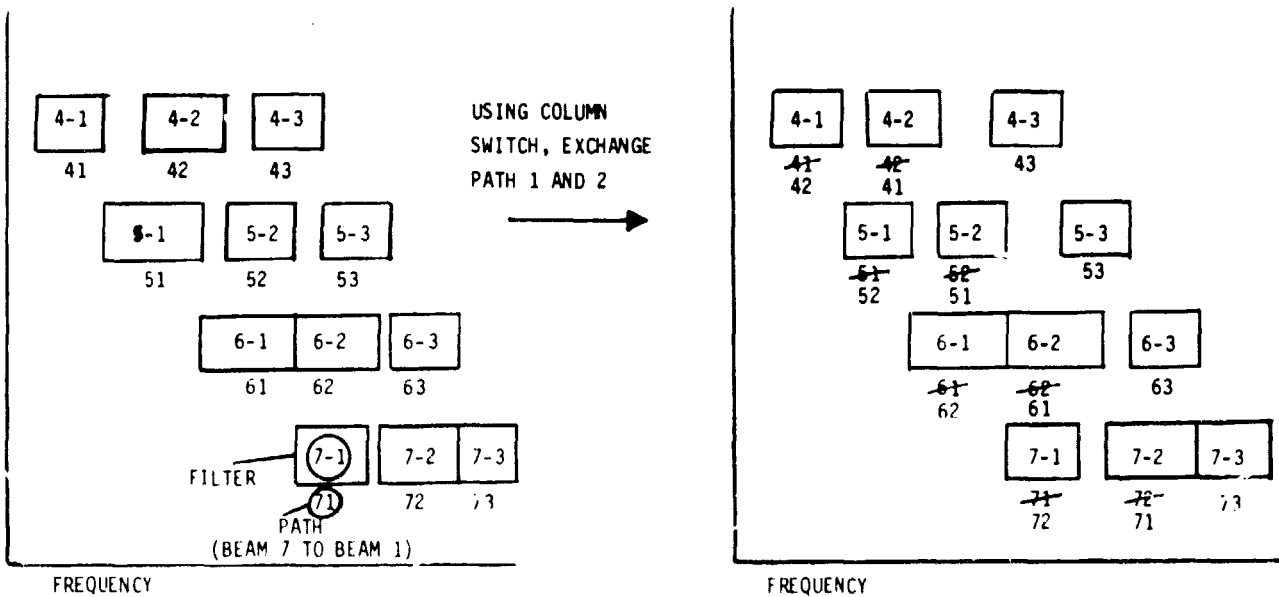 4-1 4-2 4-3
41 42 43
5-1 5-2 5-3
51 52 53
6-1 6-2 6-3
61 62 63
7-1 7-2 7-3
FILTER
71 72 73
PATH
(BEAM 7 TO BEAM 1)
FREQUENCY
USING COLUMN
SWITCH, EXCHANGE
PATH 1 AND 2
4-1 4-2 4-3
41 42 43
42 41
5-1 5-2 5-3
51 52 53
52 51
6-1 6-2 6-3
61 62 63
62 61
7-1 7-2 7-3
71 72 73
72 71
FREQUENCY